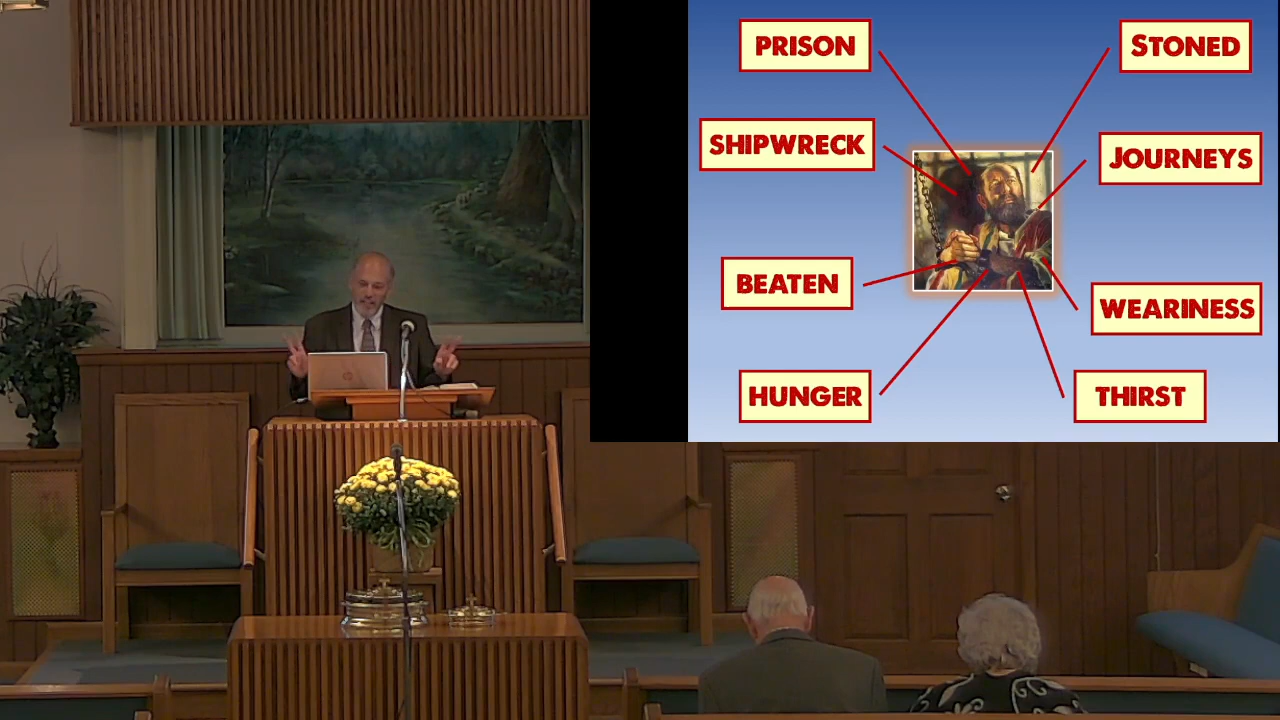 PRISON
STONED
SHIPWRECK
JOURNEYS
BEATEN
WEARINESS
HUNGER
THIRST